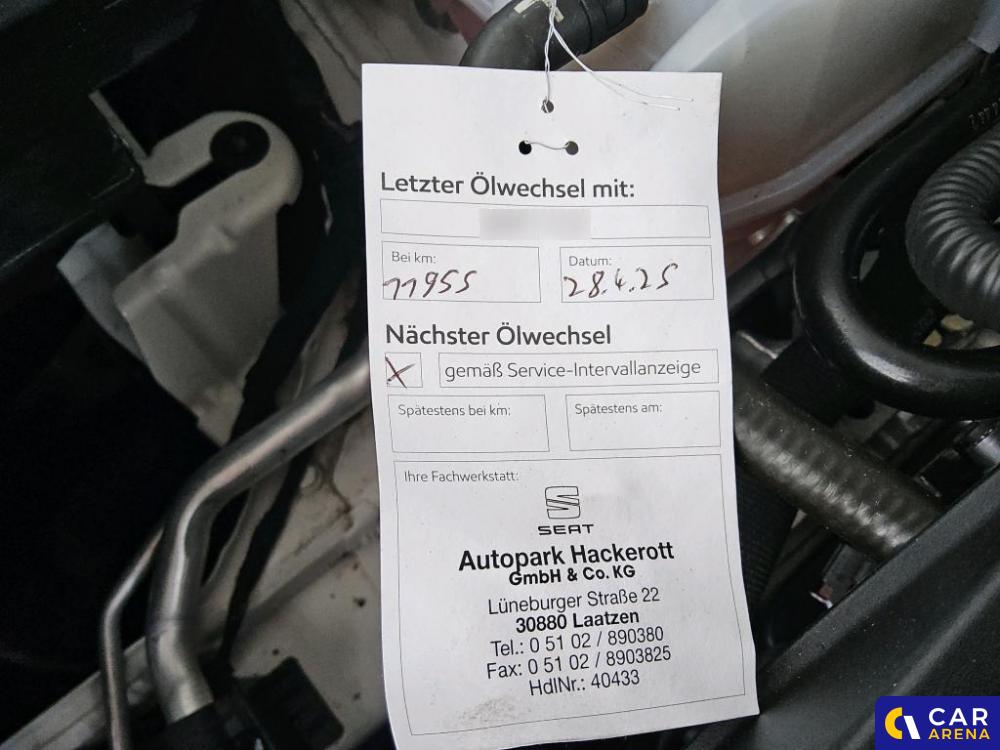 Letzter Ölwechsel mit:
Bei km:
11955
Datum:
28.4.25
Nächster Ölwechsel
X
gemäß Service-Intervallanzeige
Spätestens bei km:
Spätestens am:
Ihre Fachwerkstatt:
SEAT
Autopark Hackerott
GmbH & Co. KG
Lüneburger Straße 22
30880 Laatzen
Tel.: 0 51 02 / 890380
Fax: 0 51 02 / 8903825
HdlNr.: 40433
CAR
ARENA